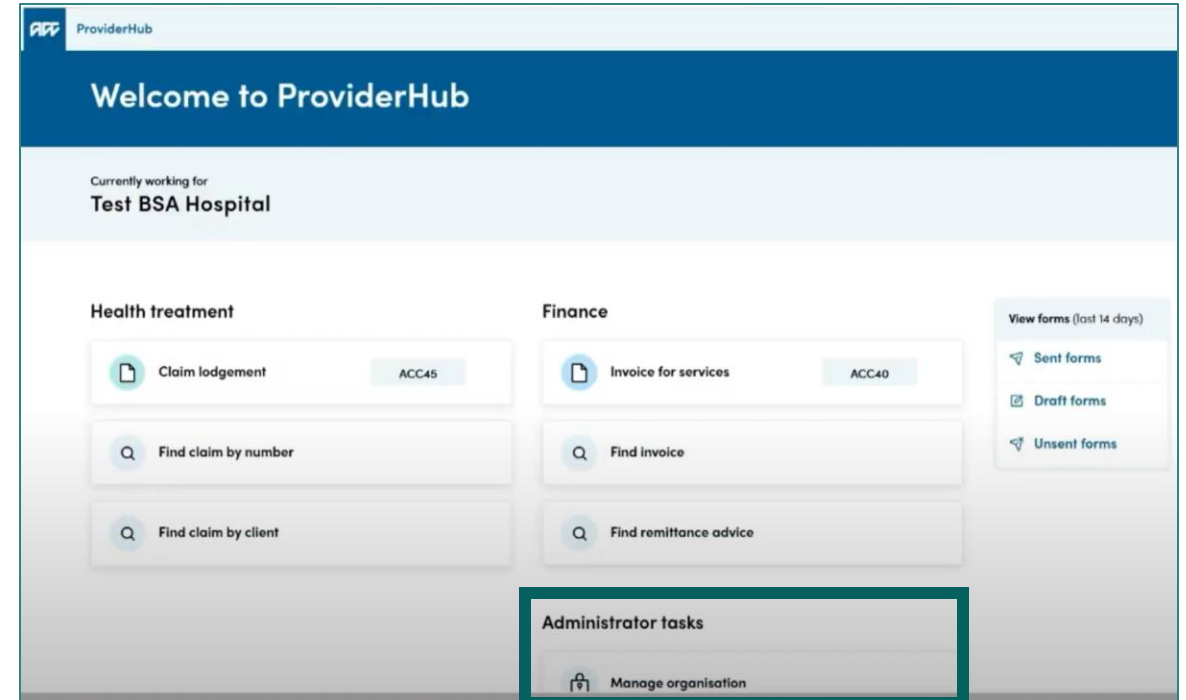 ACC ProviderHub
Welcome to ProviderHub
Currently working for
Test BSA Hospital
Health treatment
Claim lodgement ACC45
Find claim by number
Find claim by client
Finance
Invoice for services ACC40
Find invoice
Find remittance advice
Administrator tasks
Manage organisation
View forms (last 14 days)
Sent forms
Draft forms
Unsent forms